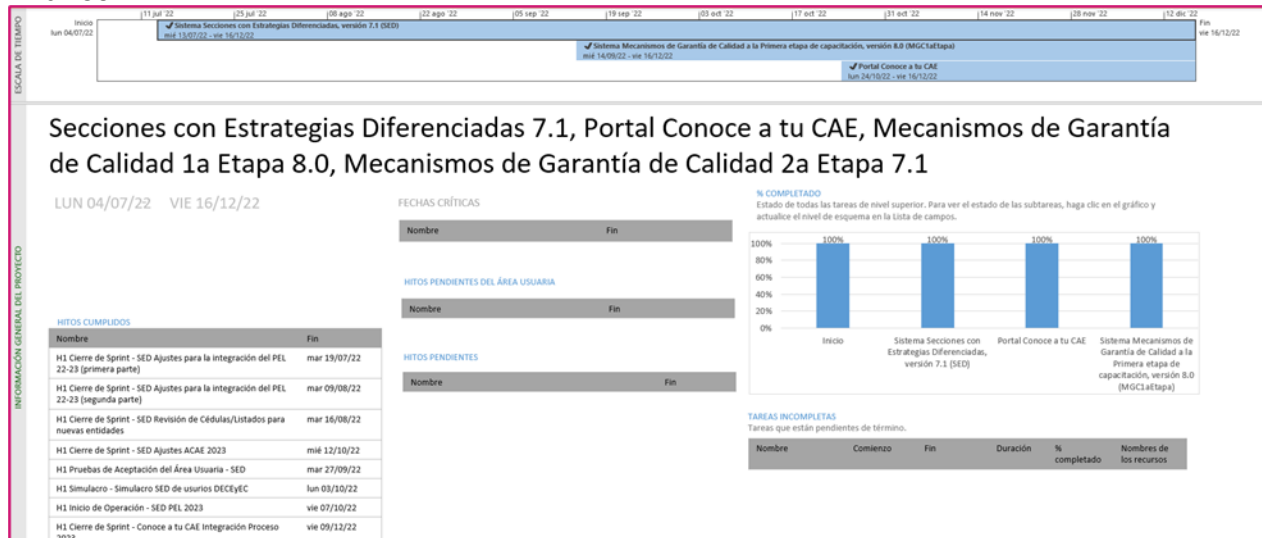 ESCALA DE TIEMPO
Inicio
lun 04/07/22
11 jul '22
25 jul '22
08 ago '22
22 ago '22
05 sep '22
19 sep '22
03 oct '22
17 oct '22
31 oct '22
14 nov '22
28 nov '22
12 dic '22
Sistema Secciones con Estrategias Diferenciadas, versión 7.1 (SED)
mié 13/07/22 - vie 16/12/22
Sistema Mecanismos de Garantía de Calidad a la Primera etapa de capacitación, versión 8.0 (MGC1aEtapa)
mié 14/09/22 - vie 16/12/22
Portal Conoce a tu CAE
lun 24/10/22 - vie 16/12/22
Fin
vie 16/12/22
INFORMACIÓN GENERAL DEL PROYECTO
Secciones con Estrategias Diferenciadas 7.1, Portal Conoce a tu CAE, Mecanismos de Garantía
de Calidad 1a Etapa 8.0, Mecanismos de Garantía de Calidad 2a Etapa 7.1
LUN 04/07/22 VIE 16/12/22
HITOS CUMPLIDOS
Nombre Fin
H1 Cierre de Sprint - SED Ajustes para la integración del PEL mar 19/07/22
22-23 (primera parte)
H1 Cierre de Sprint - SED Ajustes para la integración del PEL mar 09/08/22
22-23 (segunda parte)
H1 Cierre de Sprint - SED Revisión de Cédulas/Listados para mar 16/08/22
nuevas entidades
H1 Cierre de Sprint - SED Ajustes ACAE 2023 mié 12/10/22
H1 Pruebas de Aceptación del Área Usuaria - SED mar 27/09/22
H1 Simulacro - Simulacro SED de usurios DECEyEC lun 03/10/22
H1 Inicio de Operación - SED PEL 2023 vie 07/10/22
H1 Cierre de Sprint - Conoce a tu CAE Integración Proceso vie 09/12/22
2023
FECHAS CRÍTICAS
Nombre Fin
HITOS PENDIENTES DEL ÁREA USUARIA
Nombre Fin
HITOS PENDIENTES
Nombre Fin
% COMPLETADO
Estado de todas las tareas de nivel superior. Para ver el estado de las subtareas, haga clic en el gráfico y
actualice el nivel de esquema en la Lista de campos.
100%
80%
60%
40%
20%
0%
100% 100% 100% 100%
Inicio
Sistema Secciones con
Estrategias Diferenciadas,
versión 7.1 (SED)
Portal Conoce a tu CAE
Sistema Mecanismos de
Garantía de Calidad a la
Primera etapa de
capacitación, versión 8.0
(MGC1aEtapa)
TAREAS INCOMPLETAS
Tareas que están pendientes de término.
Nombre Comienzo Fin Duración % Nombres de
completado los recursos